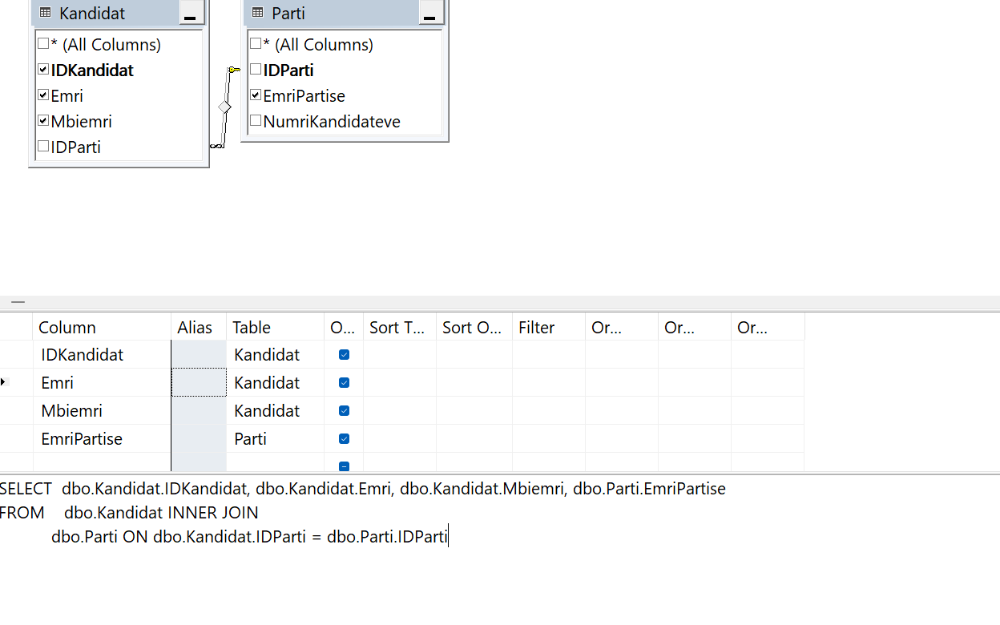 Kandidat
* (All Columns)
IDKandidat
Emri
Mbiemri
IDParti
Parti
* (All Columns)
IDParti
EmriPartise
NumriKandidateve
Column Alias Table O... Sort T... Sort O... Filter Or... Or... Or...
IDKandidat Kandidat
Emri Kandidat
Mbiemri Kandidat
EmriPartise Parti
SELECT dbo.Kandidat.IDKandidat, dbo.Kandidat.Emri, dbo.Kandidat.Mbiemri, dbo.Parti.EmriPartise
FROM dbo.Kandidat INNER JOIN
dbo.Parti ON dbo.Kandidat.IDParti = dbo.Parti.IDParti